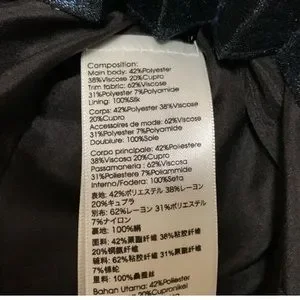 Composition:
Main body: 42%Polyester
38%Viscose 20%Cupro
Trim fabric: 62%Viscose
31%Polyester 7%Polyamide
Lining: 100%Silk
Corps: 42%Polyester 38%Viscose
20%Cupro
Accessoires de mode: 62%Viscose
31%Polyester 7%Polyamide
Doublure: 100%Soie
Corpo principale: 42%Poliestere
38%Viscosa 20%Cupro
Passamaneria: 62%Viscosa
31%Poliestere 7%Poliammide
Interno/Fodera: 100%Seta
表地: 42%ポリエステル 38%レーヨン
20%キュプラ
別布: 62%レーヨン 31%ポリエステル
7%ナイロン
裏地: 100%絹
面料: 42%聚酯纤维 38%粘胶纤维
20%铜氨纤维
辅料: 62%粘胶纤维 31%聚酯纤维
7%锦纶
里料: 100%桑蚕丝
Bahan Utama: 42%Polyester
20%Cupronikel